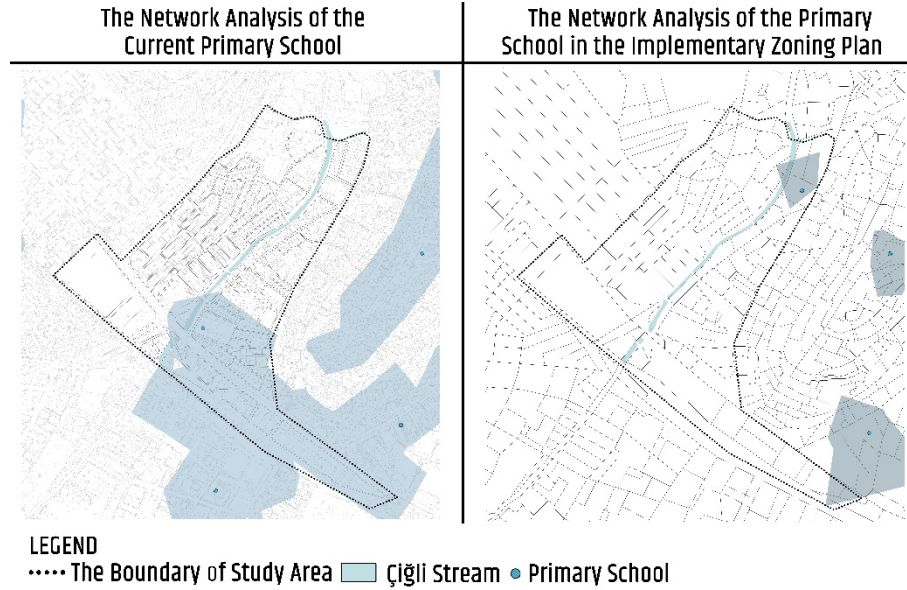 The Network Analysis of the
Current Primary School
The Network Analysis of the Primary
School in the Implementary Zoning Plan
LEGEND
The Boundary of Study Area Çiğli Stream Primary School